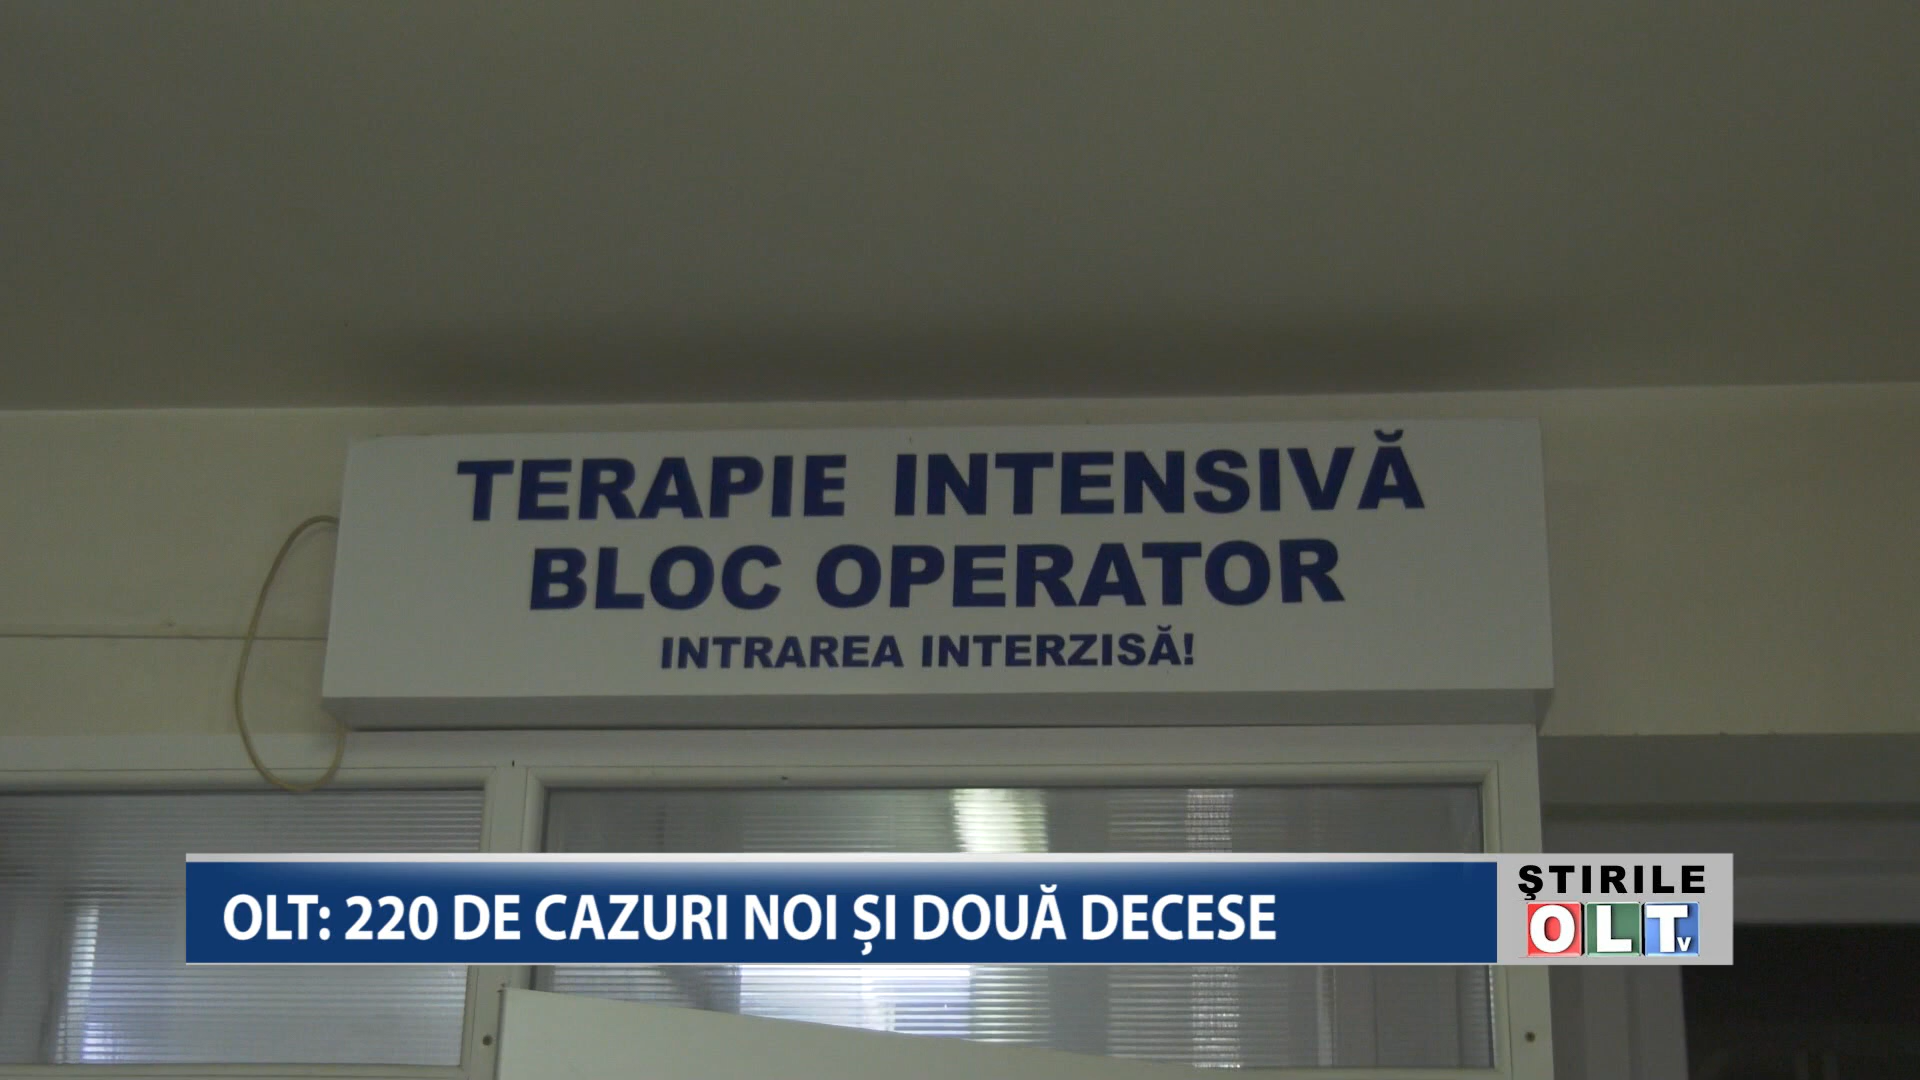 TERAPIE INTENSIVĂ
BLOC OPERATOR
INTRAREA INTERZISĂ!
OLT: 220 DE CAZURI NOI ȘI DOUĂ DECESE
ŞTIRILE
OLTv